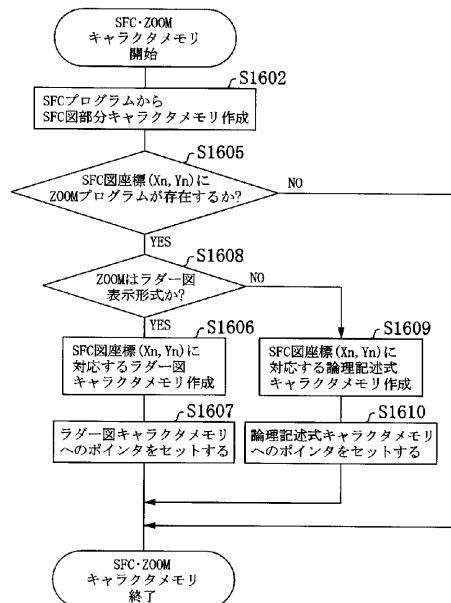 SFC・ZOOM
キャラクタメモリ
開始
S1602
SFCプログラムから
SFC図部分キャラクタメモリ作成
S1605
SFC図座標(Xn,Yn)に
ZOOMプログラムが存在するか?
NO
YES
S1608
ZOOMはラダー図
表示形式か?
NO
YES
S1606
SFC図座標(Xn,Yn)に
対応するラダー図
キャラクタメモリ作成
S1609
SFC図座標(Xn,Yn)に
対応する論理記述式
キャラクタメモリ作成
S1607
ラダー図キャラクタメモリ
へのポインタをセットする
S1610
論理記述式キャラクタメモリ
へのポインタをセットする
SFC・ZOOM
キャラクタメモリ
終了